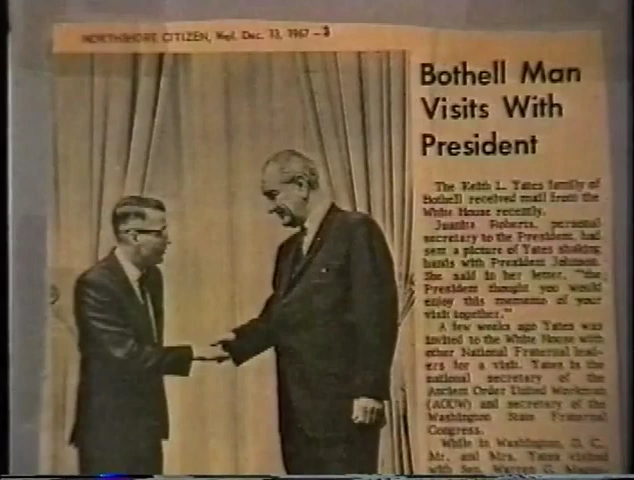 NORTHSHORE CITIZEN, Wed. Dec. 13, 1967 - 3
Bothell Man
Visits With
President
The Keith L. Yates family of
Bothell received mail from the
White House recently.
Juanita Roberts, personal
secretary to the President, had
sent a picture of Yates shaking
hands with President Johnson.
She said in her letter, "the
President thought you would
enjoy this memento of your
visit together."
A few weeks ago Yates was
invited to the White House with
other National Fraternal lead-
ers for a visit. Yates is the
national secretary of the
Ancient Order United Workmen
(AOUW) and secretary of the
Washington State Fraternal
Congress.
While in Washington, D. C.,
Mr. and Mrs. Yates visited
with Sen. Warren G.